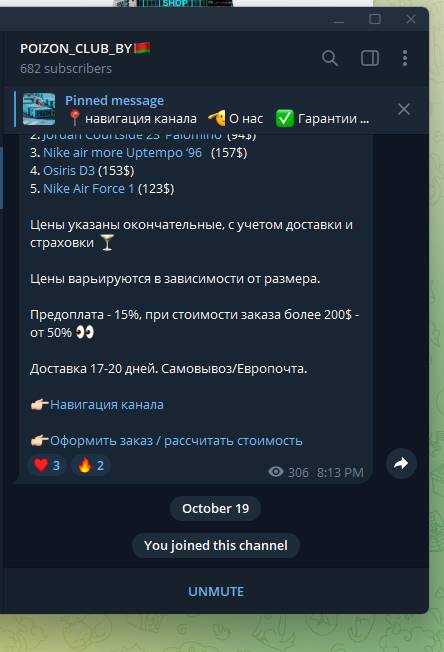 SHOP
POIZON_CLUB_BY
682 subscribers
Pinned message
📍навигация канала 🫡 О нас ✅ Гарантии ...
2. Jordan Courtside 23 'Palomino' (94$)
3. Nike air more Uptempo ‘96 (157$)
4. Osiris D3 (153$)
5. Nike Air Force 1 (123$)
Цены указаны окончательные, с учетом доставки и
страховки 🍸
Цены варьируются в зависимости от размера.
Предоплата - 15%, при стоимости заказа более 200$ -
от 50% 👀
Доставка 17-20 дней. Самовывоз/Европочта.
👉🏻Навигация канала
👉🏻Оформить заказ / рассчитать стоимость
❤️ 3 🔥 2 306 8:13 PM
October 19
You joined this channel
UNMUTE